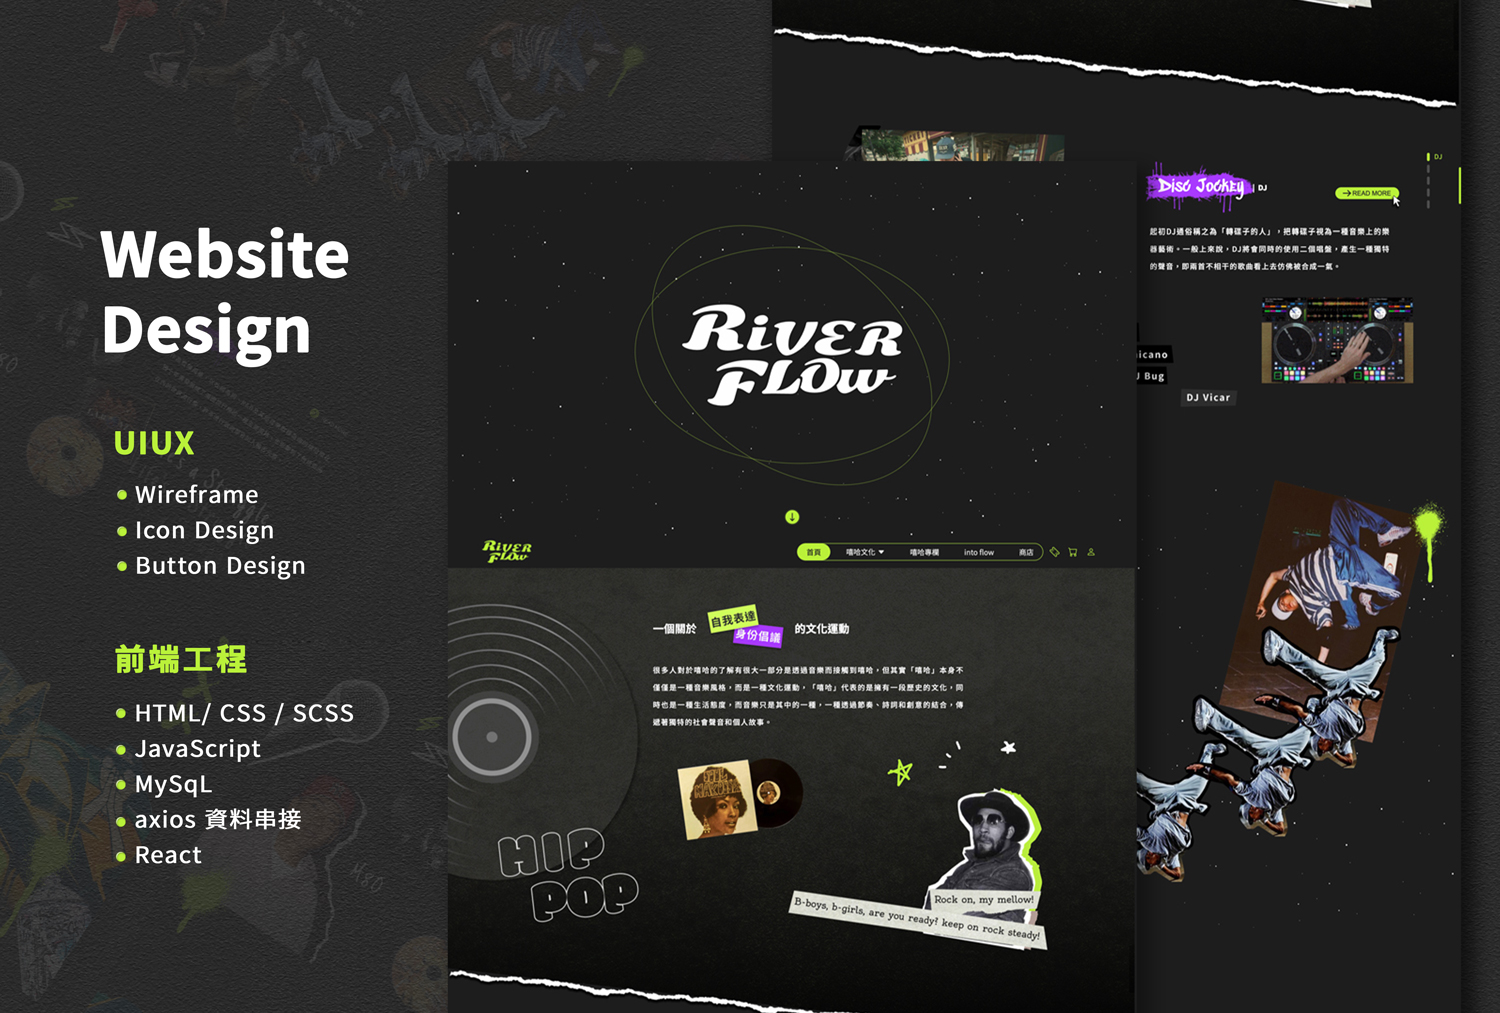 Website
Design
UIUX
Wireframe
Icon Design
Button Design
前端工程
HTML/ CSS / SCSS
JavaScript
MySqL
axios 資料串接
React
RiVER
FLOW
RiVER
FLOW
首頁
嘻哈文化
嘻哈專欄
into flow
商店
一個關於
自我表達
身份倡議
的文化運動
很多人對於嘻哈的了解有很大一部分是透過音樂而接觸到嘻哈,但其實「嘻哈」本身不
僅僅是一種音樂風格,而是一種文化運動,「嘻哈」代表的是擁有一段歷史的文化,同
時也是一種生活態度,而音樂只是其中的一種,一種透過節奏、詩詞和創意的結合,傳
遞著獨特的社會聲音和個人故事。
HIP
POP
Rock on, my mellow!
B-boys, b-girls, are you ready? keep on rock steady!
Disc Jockey | DJ
READ MORE
DJ
起初DJ通俗稱之為「轉碟子的人」,把轉碟子視為一種音樂上的樂
器藝術。一般上來說,DJ將會同時的使用二個唱盤,產生一種獨特
的聲音,即兩首不相干的歌曲看上去仿佛被合成一氣。
icano
J Bug
DJ Vicar